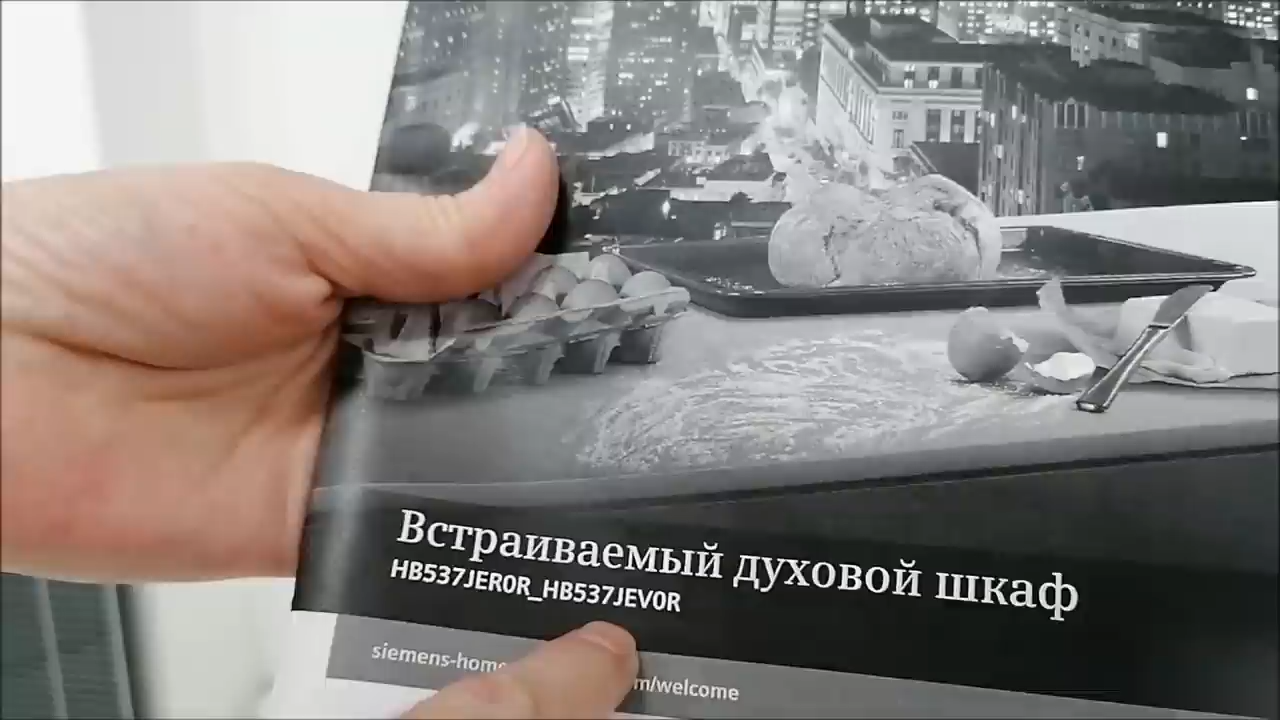 Встраиваемый духовой шкаф
HB537JER0R_HB537JEV0R
siemens-home m/welcome